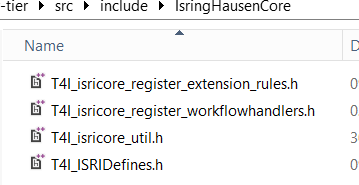 -tier › src › include › IsringHausenCore
Name
T4I_isricore_register_extension_rules.h
T4I_isricore_register_workflowhandlers.h
T4I_isricore_util.h
T4I_ISRIDefines.h